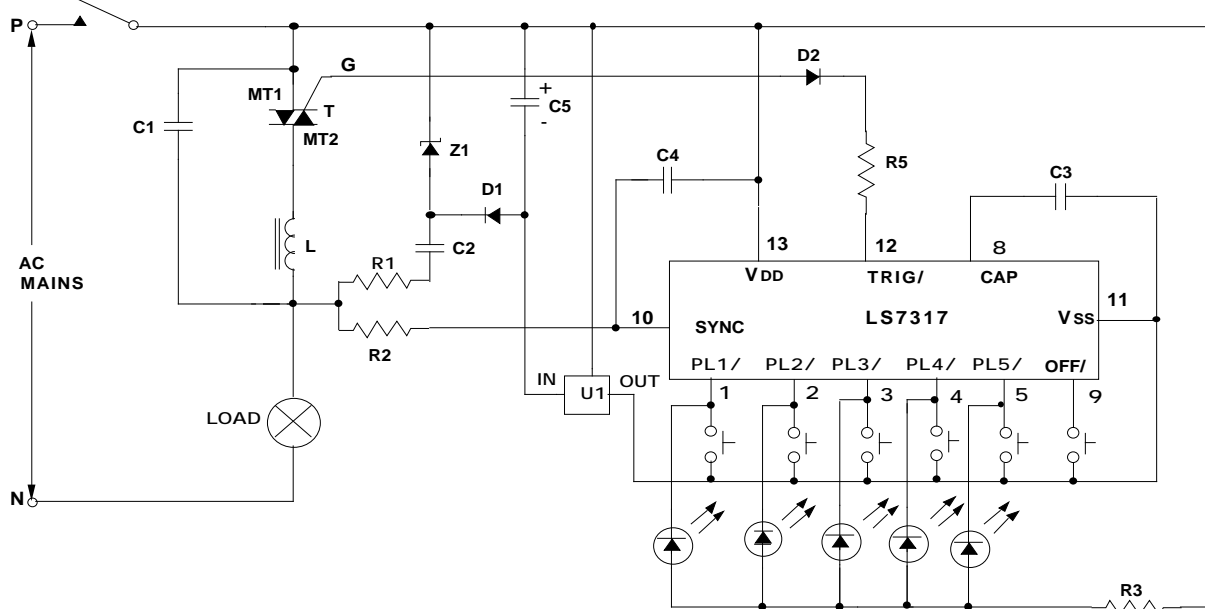 P
D2
G
MT1
T
MT2
C1
+
C5
-
Z1
C4
R5
C3
D1
L
C2
13
12
8
AC
MAINS
R1
VDD
TRIG/
CAP
11
10
SYNC
LS7317
VSS
R2
PL1/
PL2/
PL3/
PL4/
PL5/
OFF/
IN
U1
OUT
1
2
3
4
5
9
LOAD
N
R3